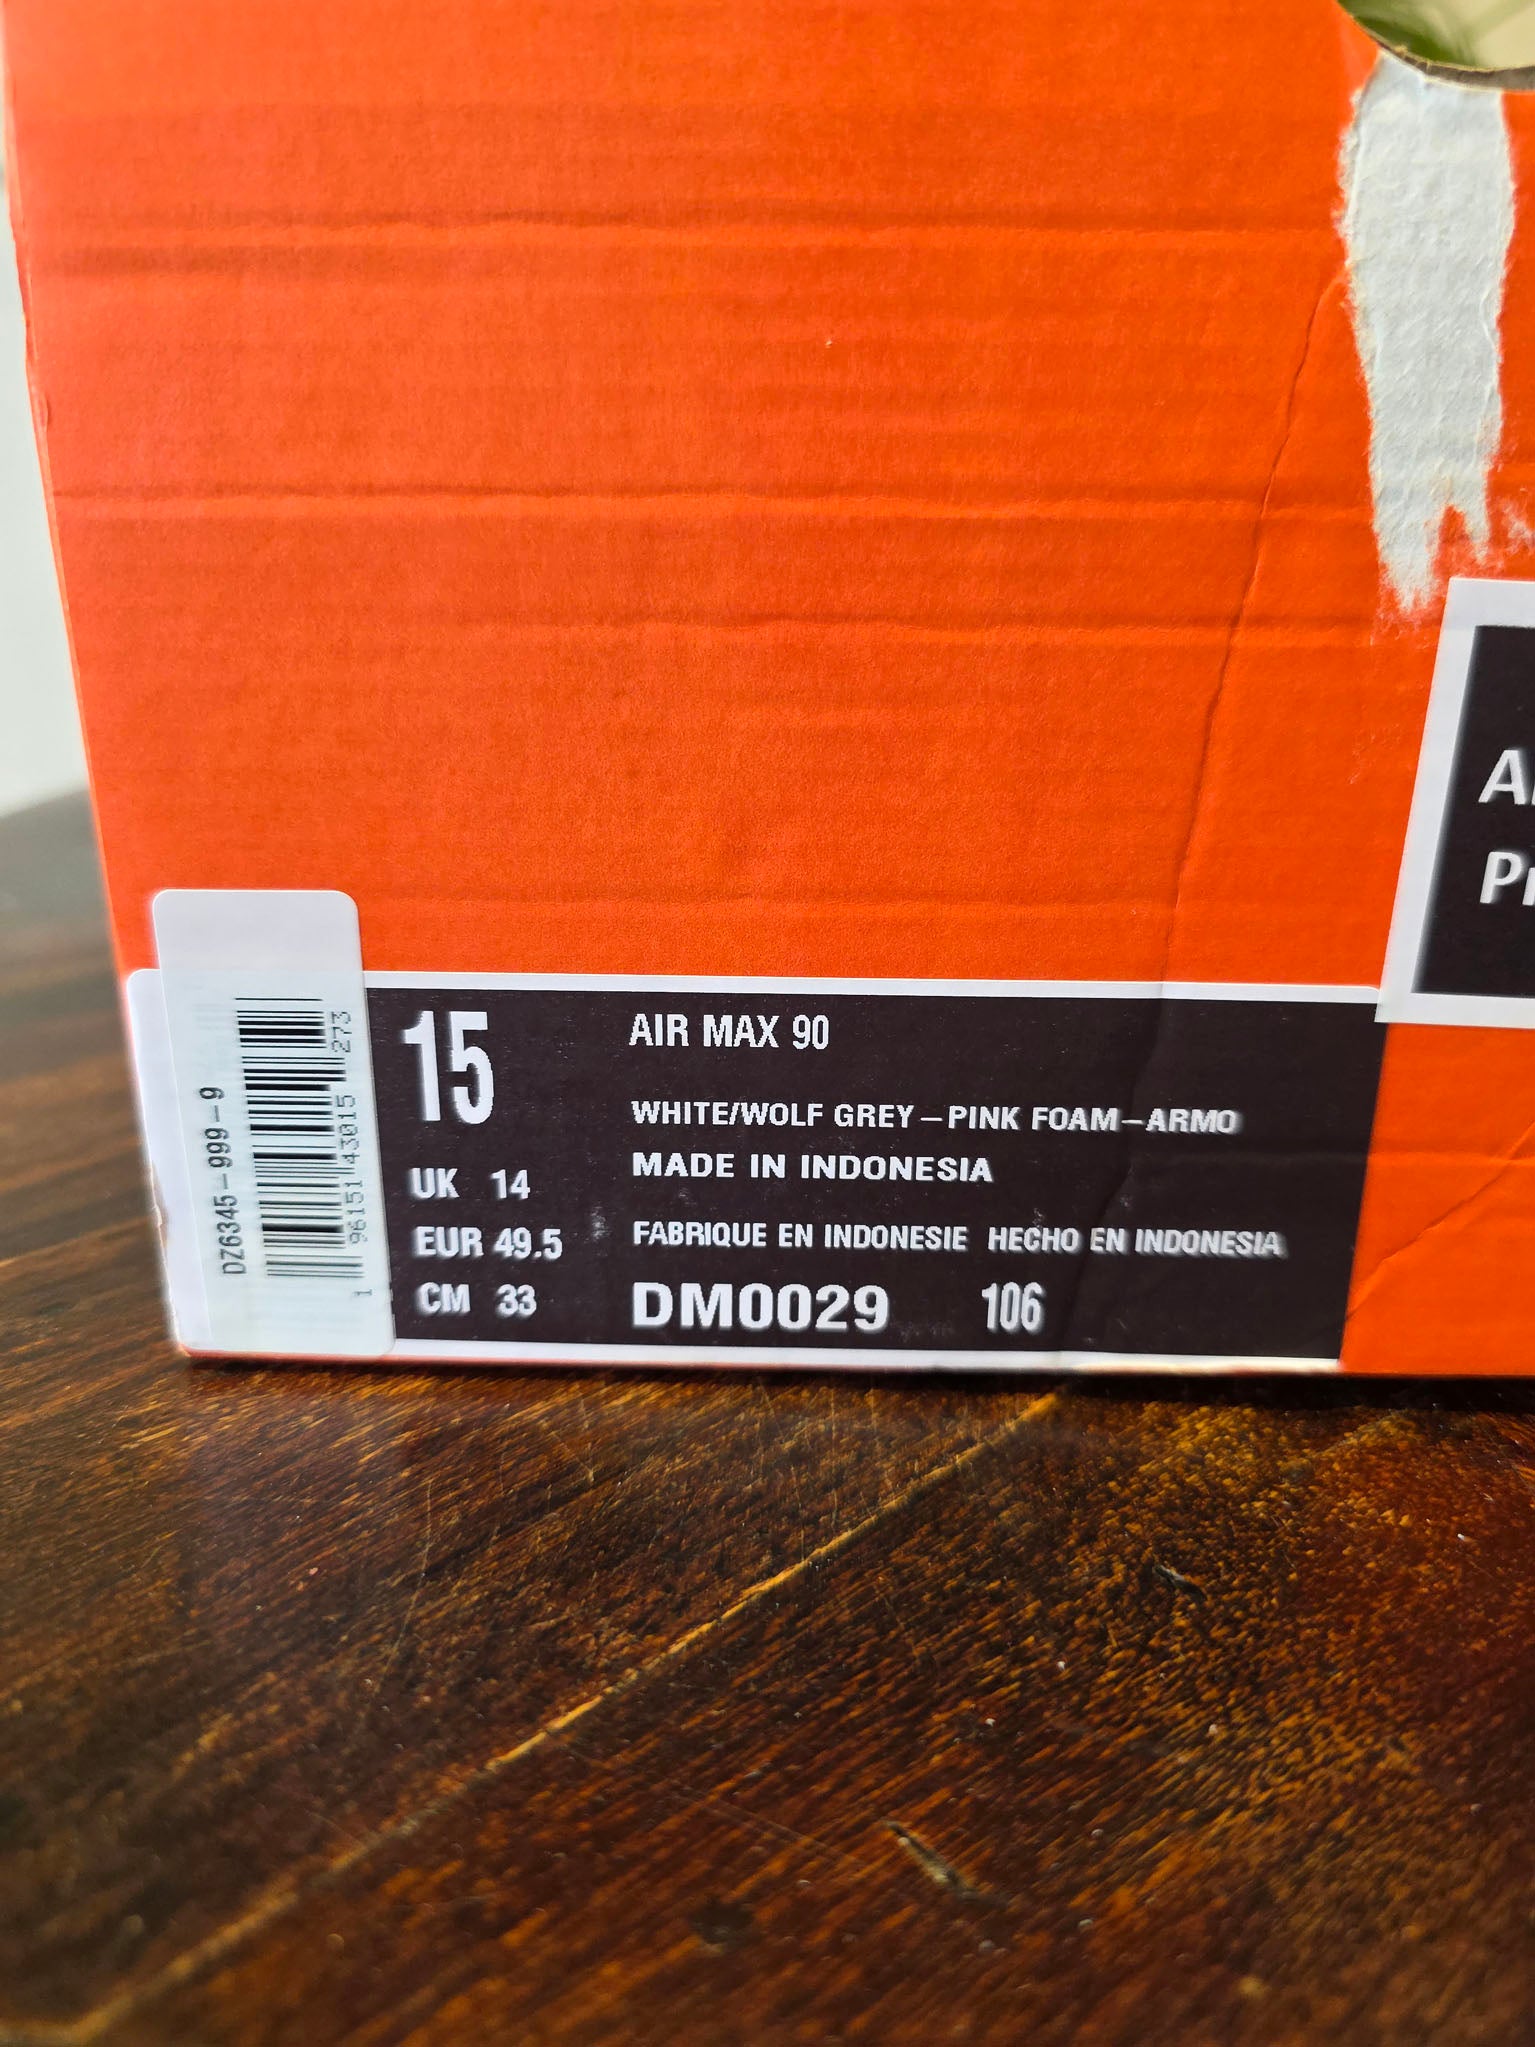 15
UK 14
EUR 49.5
CM 33
AIR MAX 90
WHITE/WOLF GREY-PINK FOAM-ARMO
MADE IN INDONESIA
FABRIQUE EN INDONESIE HECHO EN INDONESIA
DM0029 106
DZ6345-999-9
1 96151 43015 273